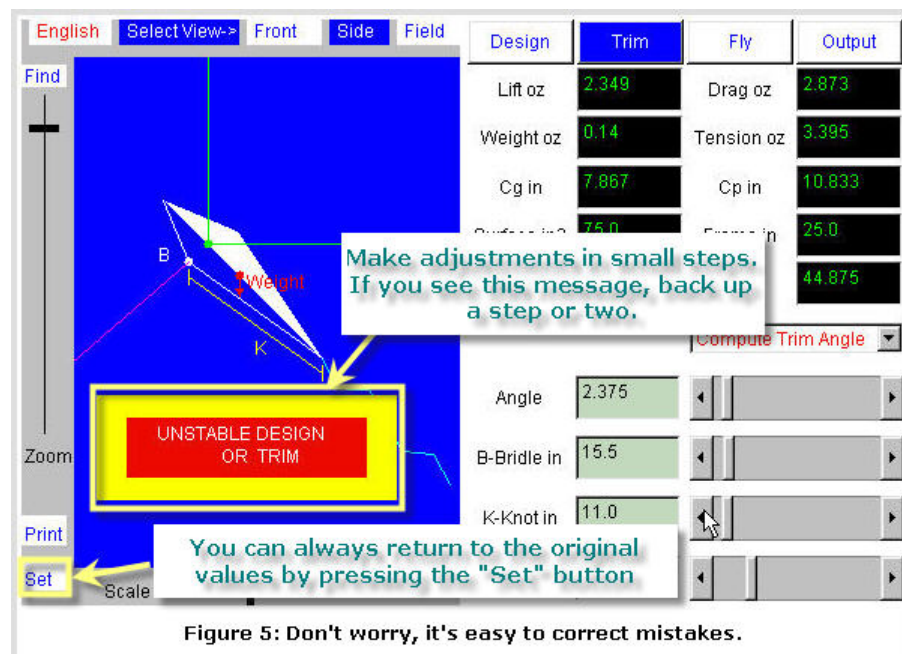 English Select View-> Front Side Field
Design Trim Fly Output
Find
Lift oz 2.349 Drag oz 2.873
Weight oz 0.14 Tension oz 3.395
Cg in 7.867 Cp in 10.833
75.0 in 25.0
44.875
B
Weight
K
Make adjustments in small steps.
If you see this message, back up
a step or two.
Compute Trim Angle
UNSTABLE DESIGN
OR TRIM
Angle 2.375
Zoom
B-Bridle in 15.5
K-Knot in 11.0
Print
Set
You can always return to the original
values by pressing the "Set" button
Scale
Figure 5: Don't worry, it's easy to correct mistakes.